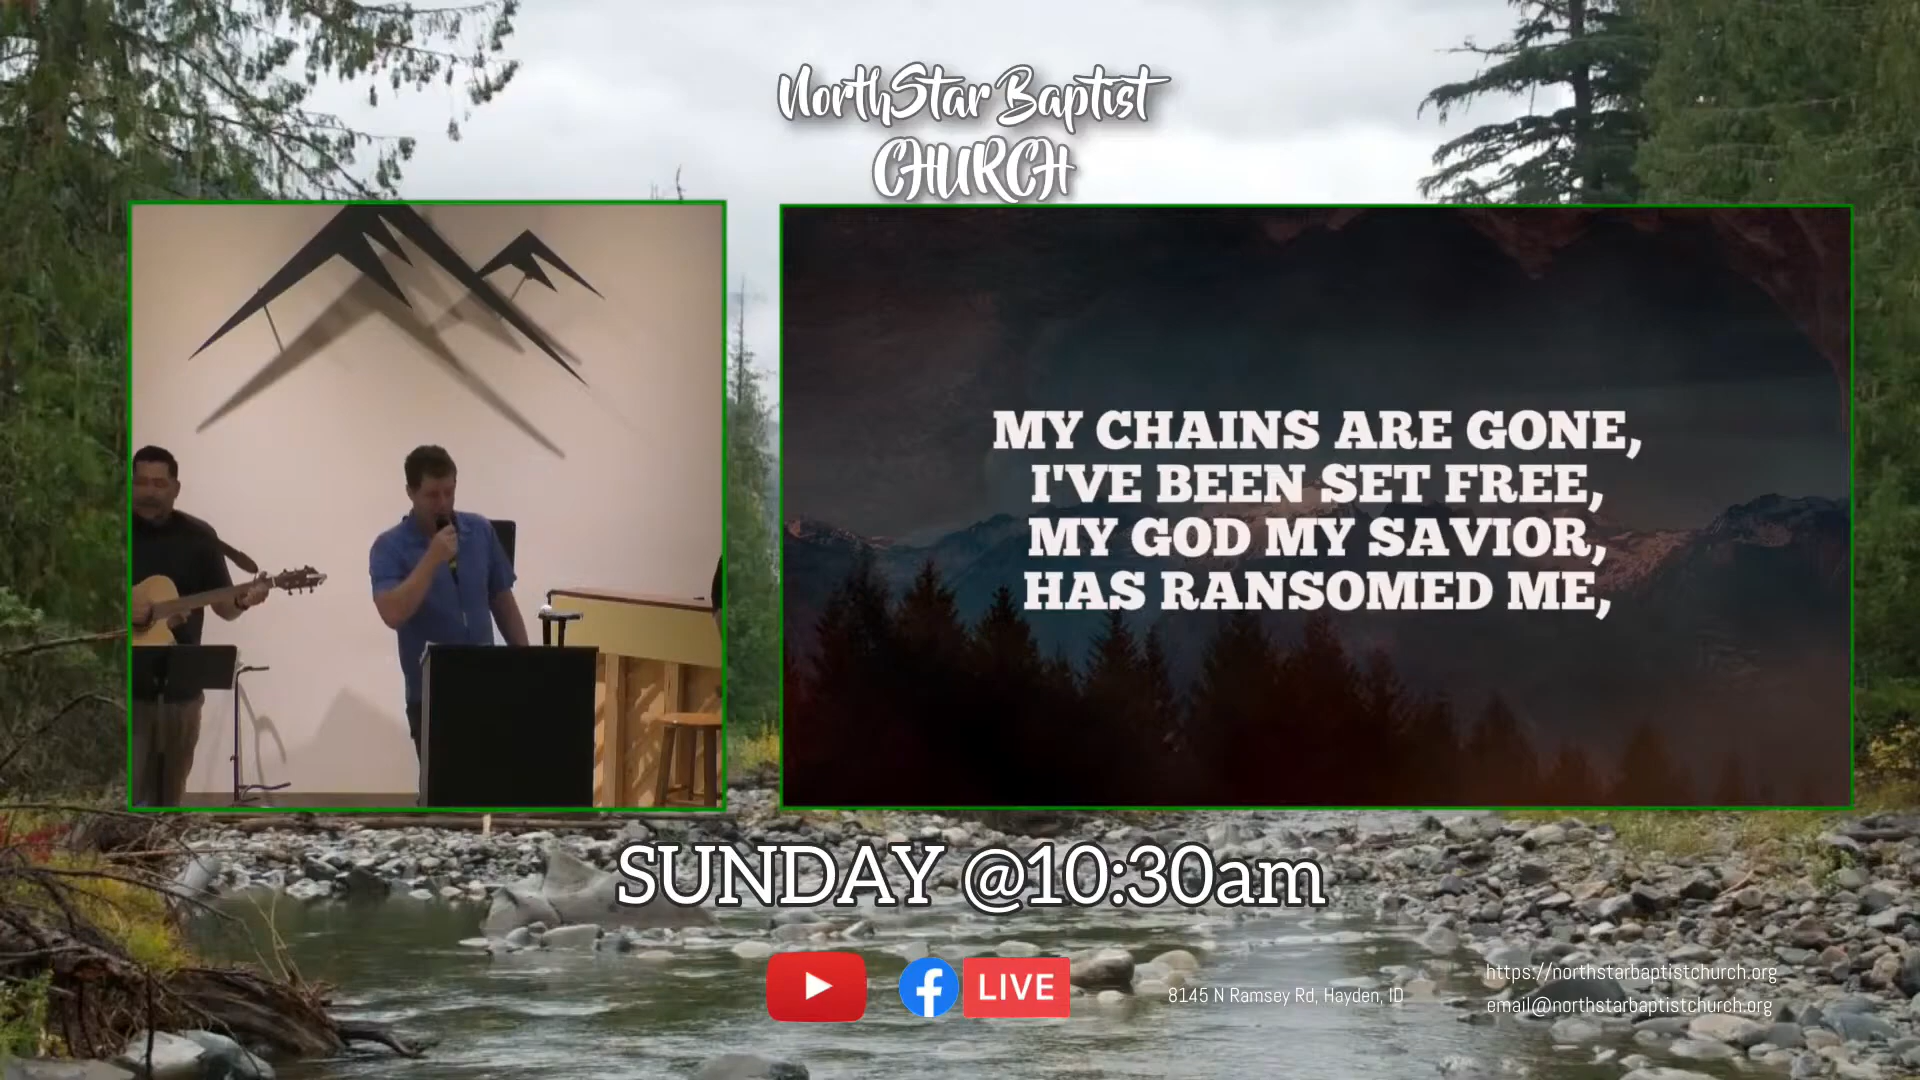 NorthStar Baptist
CHURCH
MY CHAINS ARE GONE,
I'VE BEEN SET FREE,
MY GOD MY SAVIOR,
HAS RANSOMED ME,
SUNDAY @10:30am
LIVE
8145 N Ramsey Rd, Hayden, ID
https://northstarbaptistchurch.org
email@northstarbaptistchurch.org